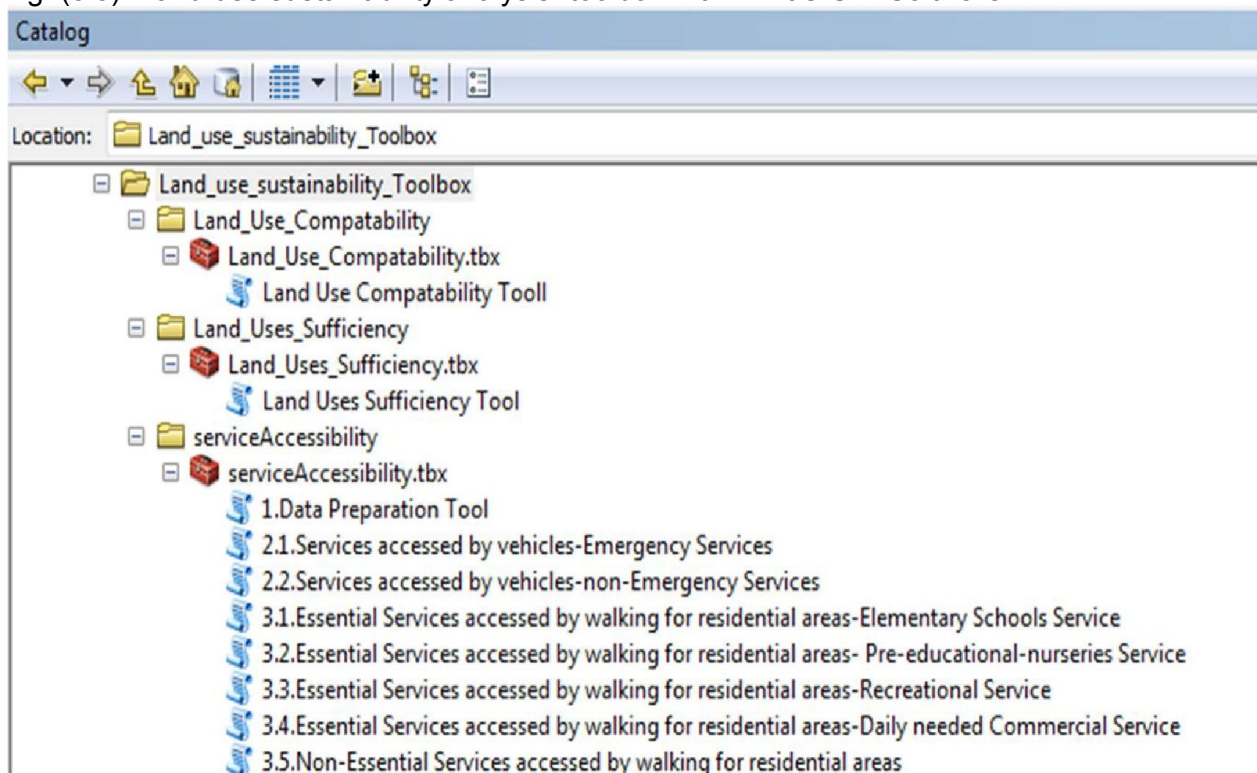 Catalog
Location: Land_use_sustainability_Toolbox
Land_use_sustainability_Toolbox
Land_Use_Compatability
Land_Use_Compatability.tbx
Land Use Compatability Tooll
Land_Uses_Sufficiency
Land_Uses_Sufficiency.tbx
Land Uses Sufficiency Tool
serviceAccessibility
serviceAccessibility.tbx
1.Data Preparation Tool
2.1.Services accessed by vehicles-Emergency Services
2.2.Services accessed by vehicles-non-Emergency Services
3.1.Essential Services accessed by walking for residential areas-Elementary Schools Service
3.2.Essential Services accessed by walking for residential areas- Pre-educational-nurseries Service
3.3.Essential Services accessed by walking for residential areas-Recreational Service
3.4.Essential Services accessed by walking for residential areas-Daily needed Commercial Service
3.5.Non-Essential Services accessed by walking for residential areas